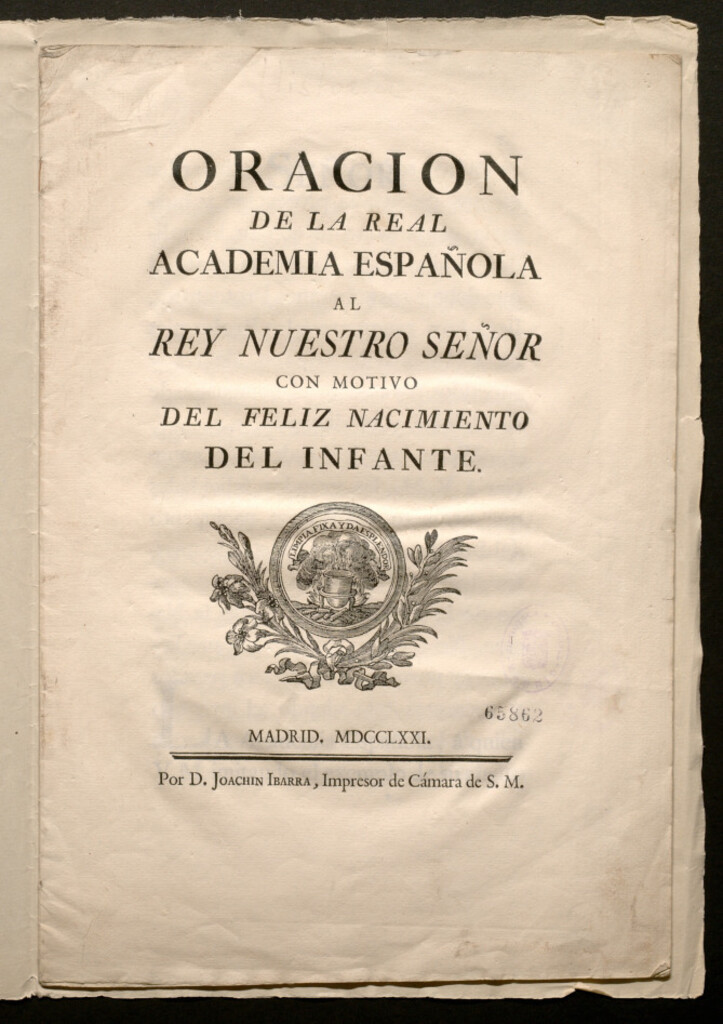 ORACION
DE LA REAL
ACADEMIA ESPAÑOLA
AL
REY NUESTRO SEÑOR
CON MOTIVO
DEL FELIZ NACIMIENTO
DEL INFANTE.
LIMPIA, FIXA Y DA ESPLENDOR
65862
MADRID. MDCCLXXI.
Por D. JOACHIN IBARRA, Impresor de Cámara de S. M.